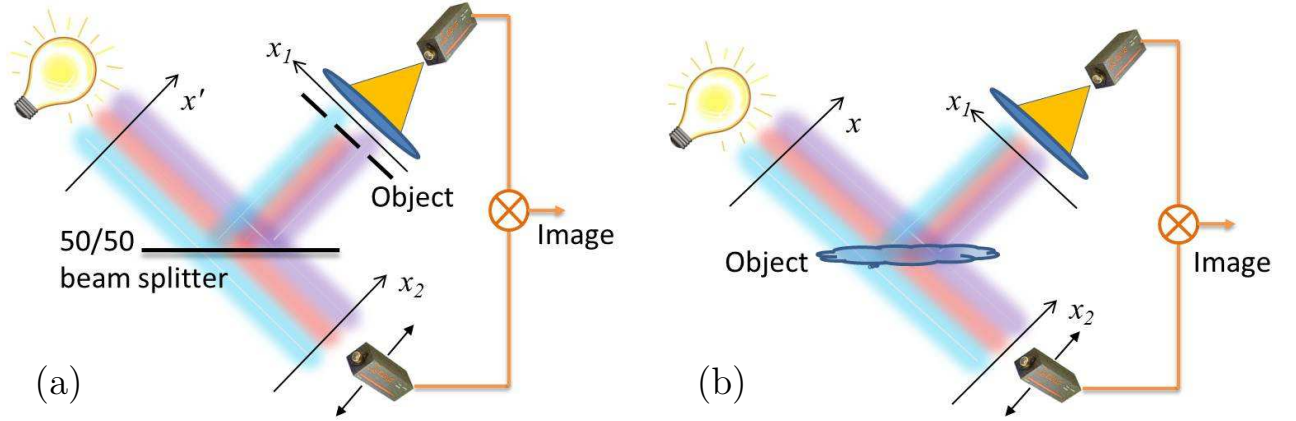 x'
x₁
Object
50/50
beam splitter
Image
x₂
(a)
x
x₁
Object
Image
x₂
(b)